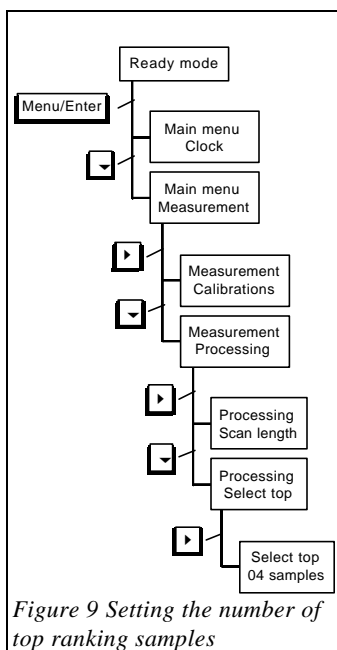 Ready mode
Menu/Enter
Main menu
Clock
Main menu
Measurement
Measurement
Calibrations
Measurement
Processing
Processing
Scan length
Processing
Select top
Select top
04 samples
Figure 9 Setting the number of
top ranking samples